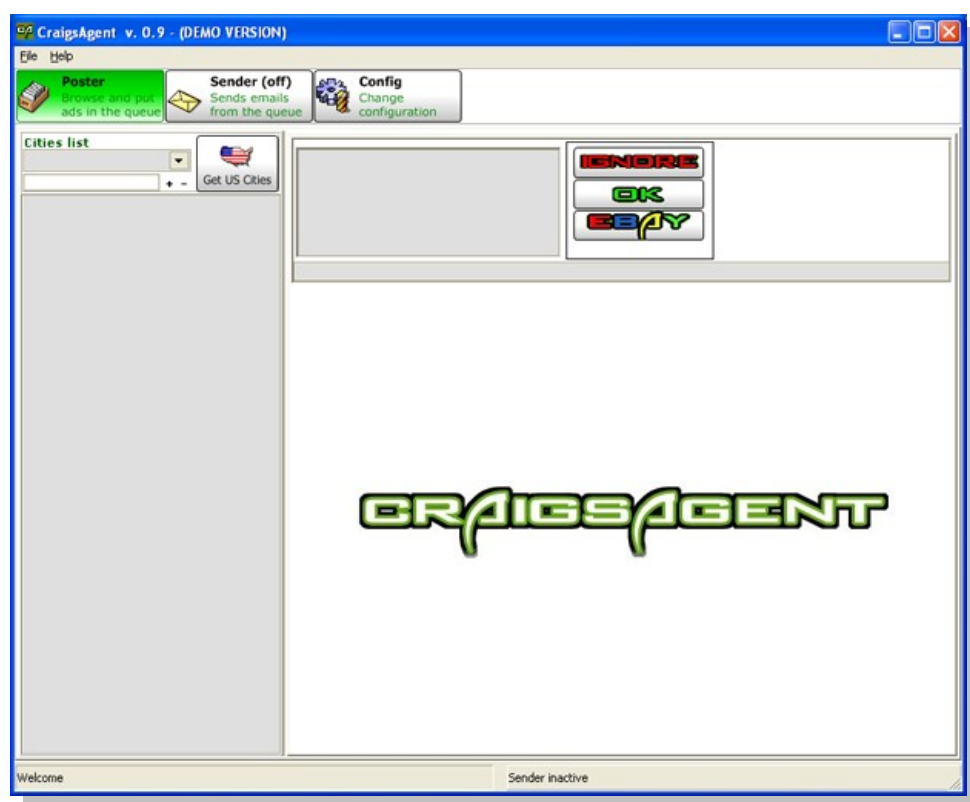 CraigsAgent v. 0.9 - (DEMO VERSION)
File Help
Poster
Browse and put
ads in the queue
Sender (off)
Sends emails
from the queue
Config
Change
configuration
Cities list
+ -
Get US Cities
IGNORE
OK
EBAY
CRAIGSAGENT
Welcome
Sender inactive